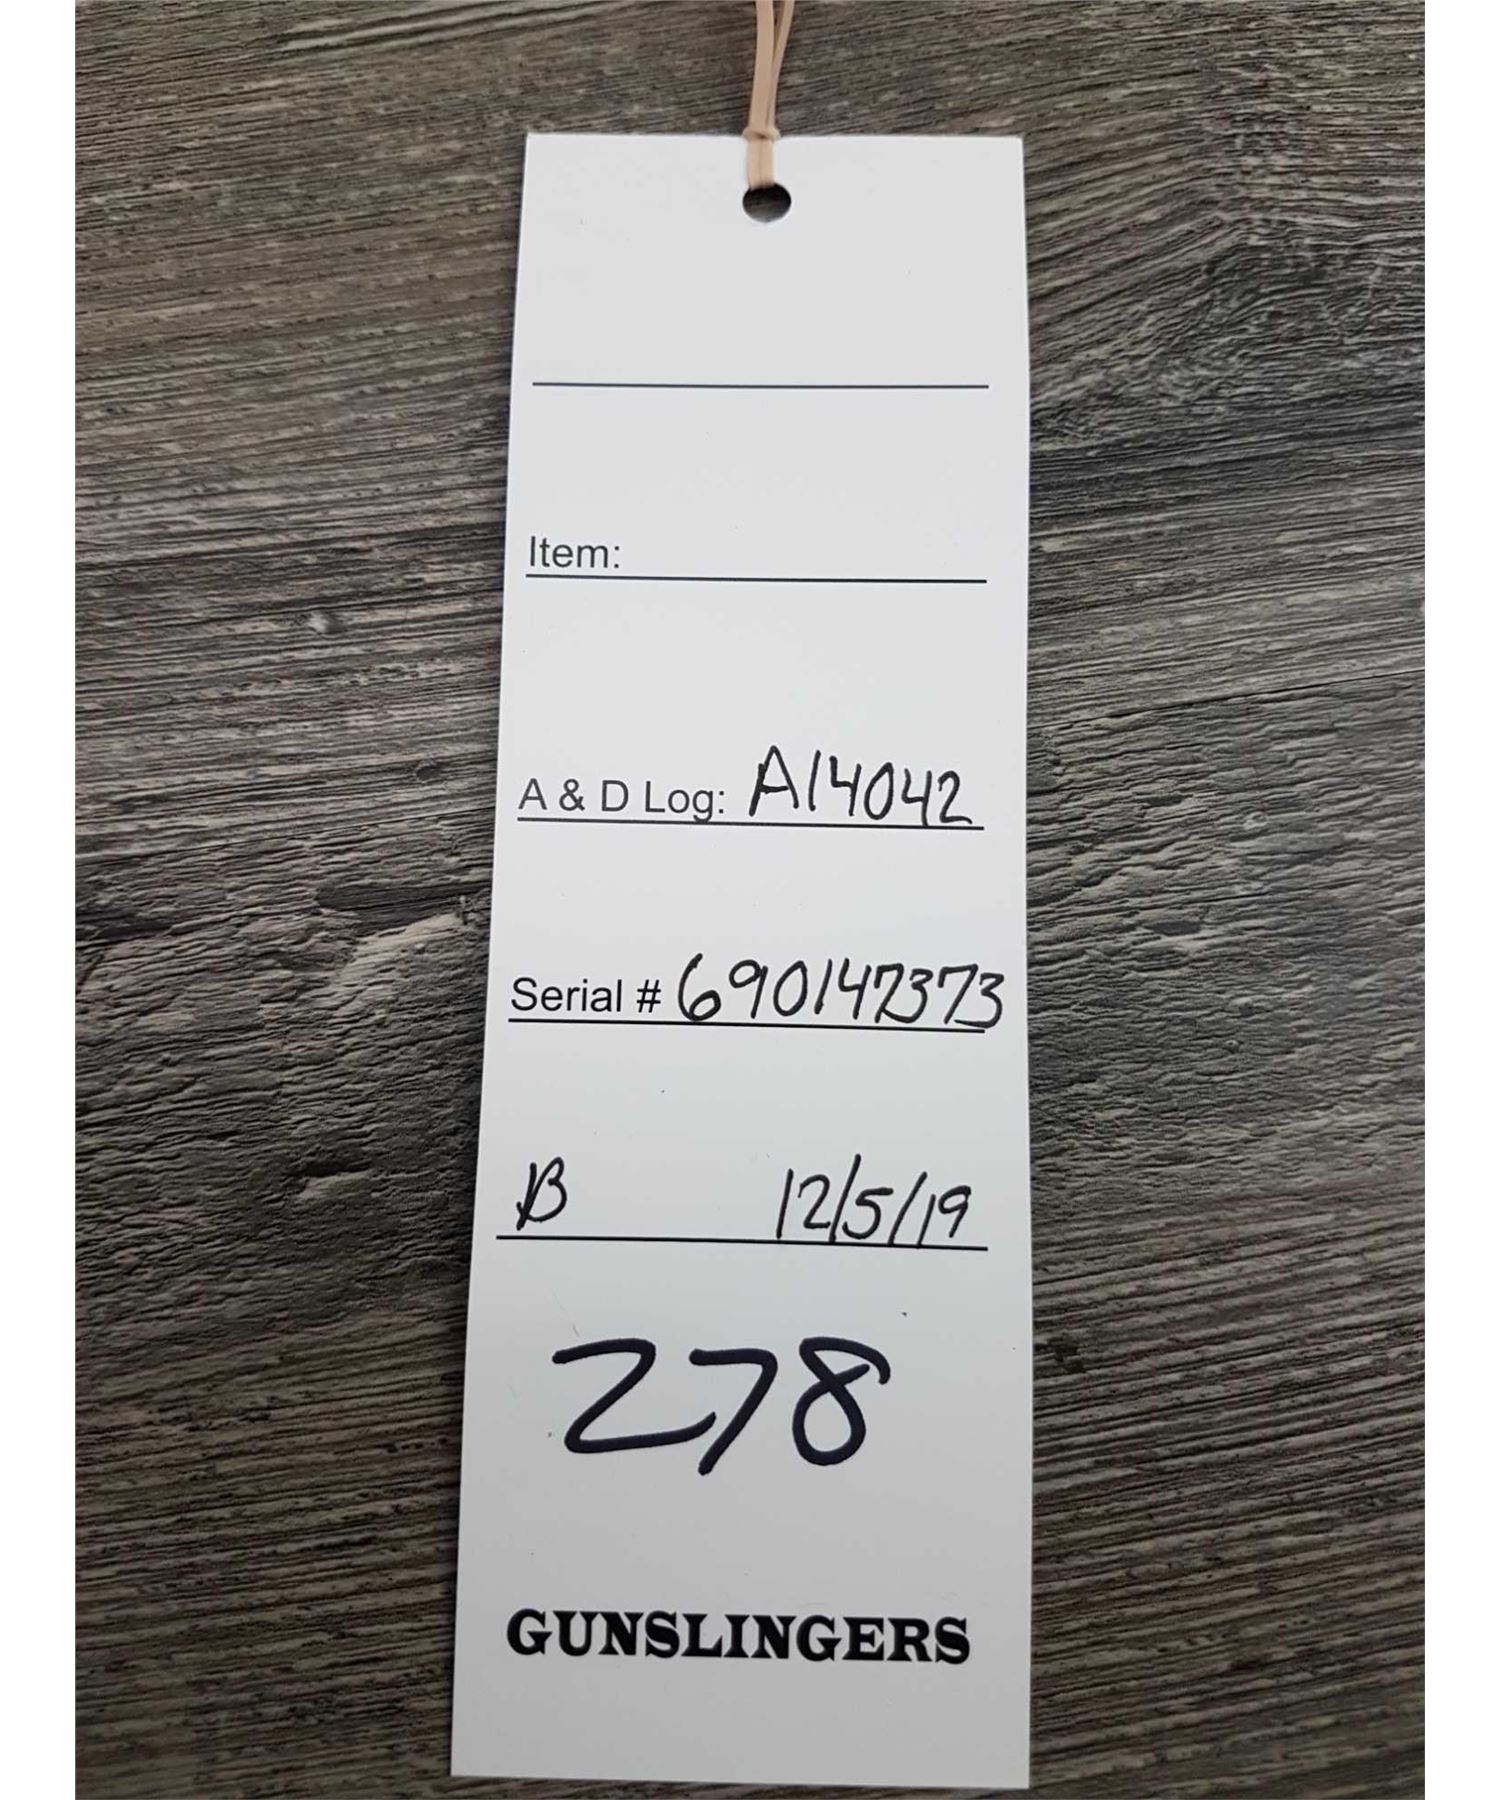 Item:
A & D Log: A14042
Serial # 690147373
B 12/5/19
278
GUNSLINGERS